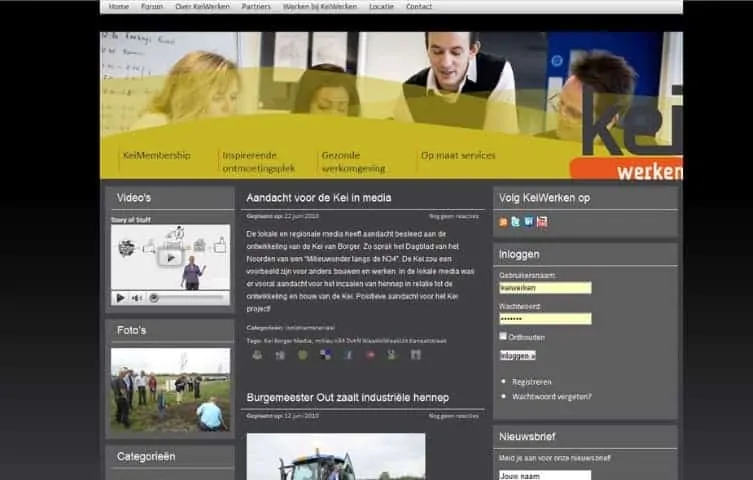 Home Forum Over KeiWerken Partners Werken bij KeiWerken Locatie Contact
kei
werken
KeiMembership
Inspirerende
ontmoetingsplek
Gezonde
werkomgeving
Op maat services
Video's
Story of Stuff
Foto's
Categorieën
Aandacht voor de Kei in media
Geplaatst op: 22 juni 2010 Nog geen reacties
De lokale en regionale media heeft aandacht besteed aan de
ontwikkeling van de Kei van Borger. Zo sprak het Dagblad van het
Noorden van een "Milieuwonder langs de N34". De Kei zou een
voorbeeld zijn voor anders bouwen en werken. In de lokale media was
er vooral aandacht voor het inzaaien van hennep in relatie tot de
ontwikkeling en bouw van de Kei. Positieve aandacht voor het Kei
project!
Categorieën:
Tags: Kei Borger Media, milieu n34 DvhN
Burgemeester Out zaait industriële hennep
Geplaatst op: 12 juni 2010 Nog geen reacties
Volg KeiWerken op
Inloggen
Gebruikersnaam:
keiwerken
Wachtwoord:
•••••••
Onthouden
Inloggen »
Registreren
Wachtwoord vergeten?
Nieuwsbrief
Meld je aan voor onze nieuwsbrief
Jouw naam